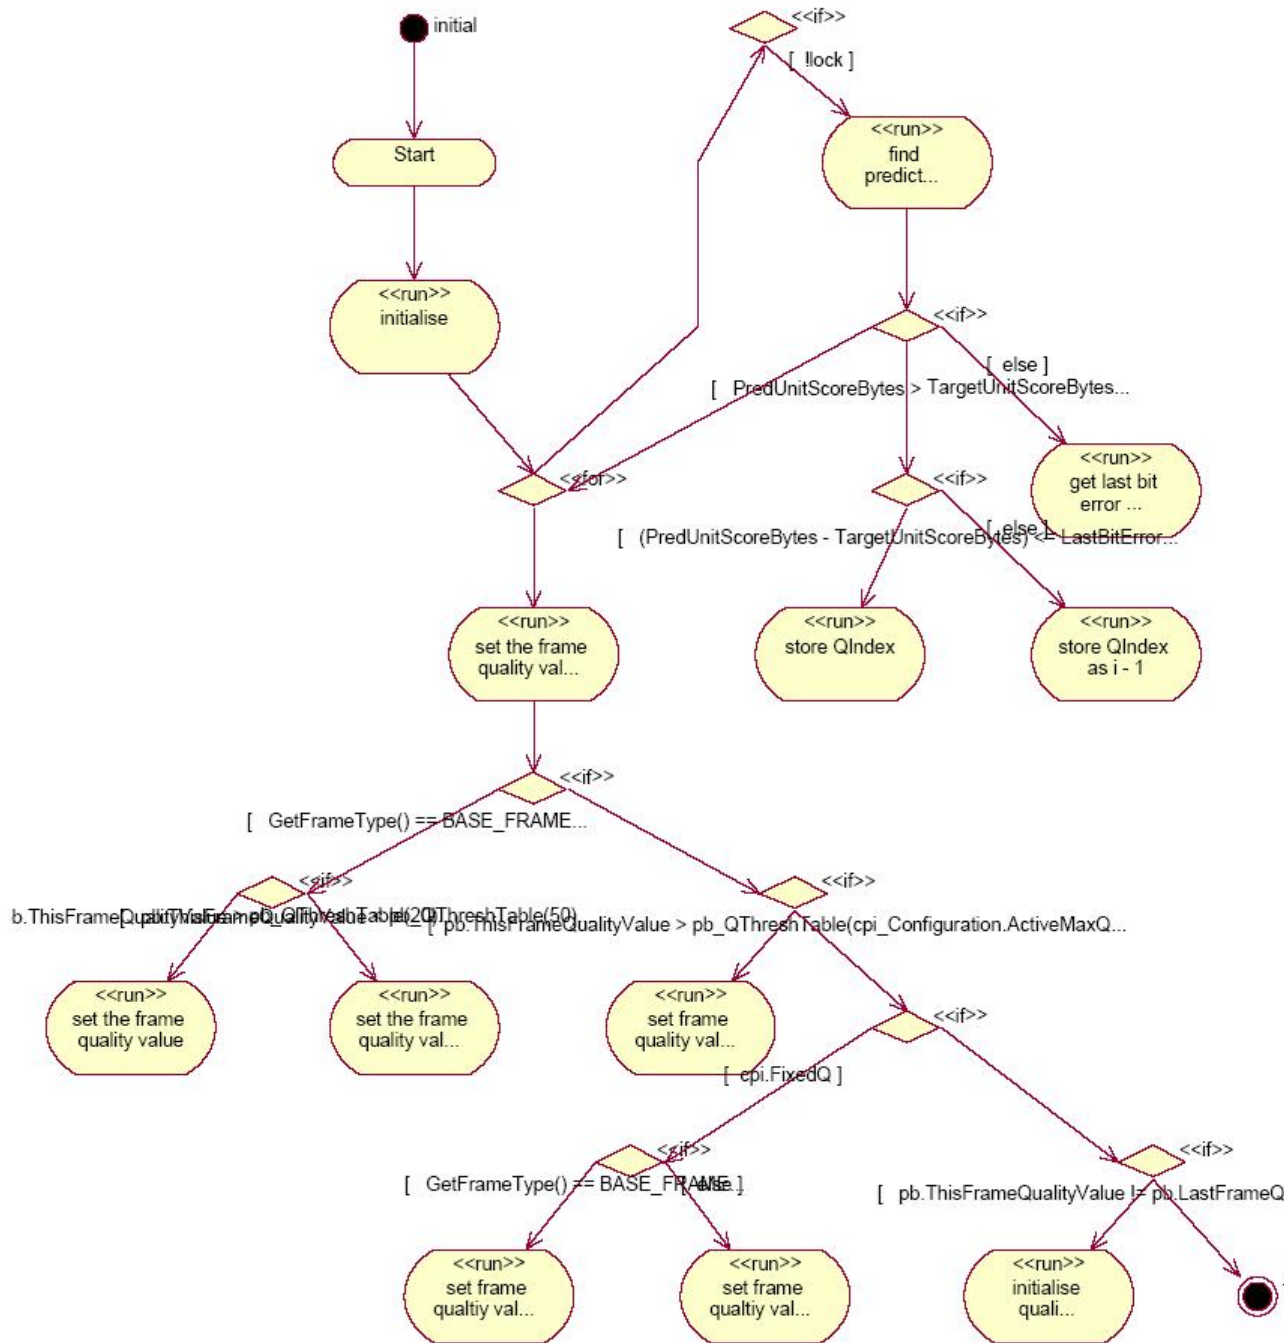 initial
<<if>>
[ !lock ]
Start
<<run>>
find
predict...
<<run>>
initialise
<<if>>
[ else ]
[ PredUnitScoreBytes > TargetUnitScoreBytes...
<<for>>
<<if>>
<<run>>
get last bit
error ...
[ else ]
[ (PredUnitScoreBytes - TargetUnitScoreBytes) <= LastBitError...
<<run>>
set the frame
quality val...
<<run>>
store QIndex
<<run>>
store QIndex
as i - 1
<<if>>
[ GetFrameType() == BASE_FRAME...
<<if>>
<<if>>
[ pb.ThisFrameQualityValue > pb_QThreshTable(cpi_Configuration.ActiveMaxQ...
<<run>>
set the frame
quality value
<<run>>
set the frame
quality val...
<<run>>
set frame
quality val...
<<if>>
[ cpi.FixedQ ]
<<if>>
<<if>>
[ GetFrameType() == BASE_FRAME...
[ else ]
[ pb.ThisFrameQualityValue != pb.LastFrameQ
<<run>>
set frame
qualtiy val...
<<run>>
set frame
qualtiy val...
<<run>>
initialise
quali...